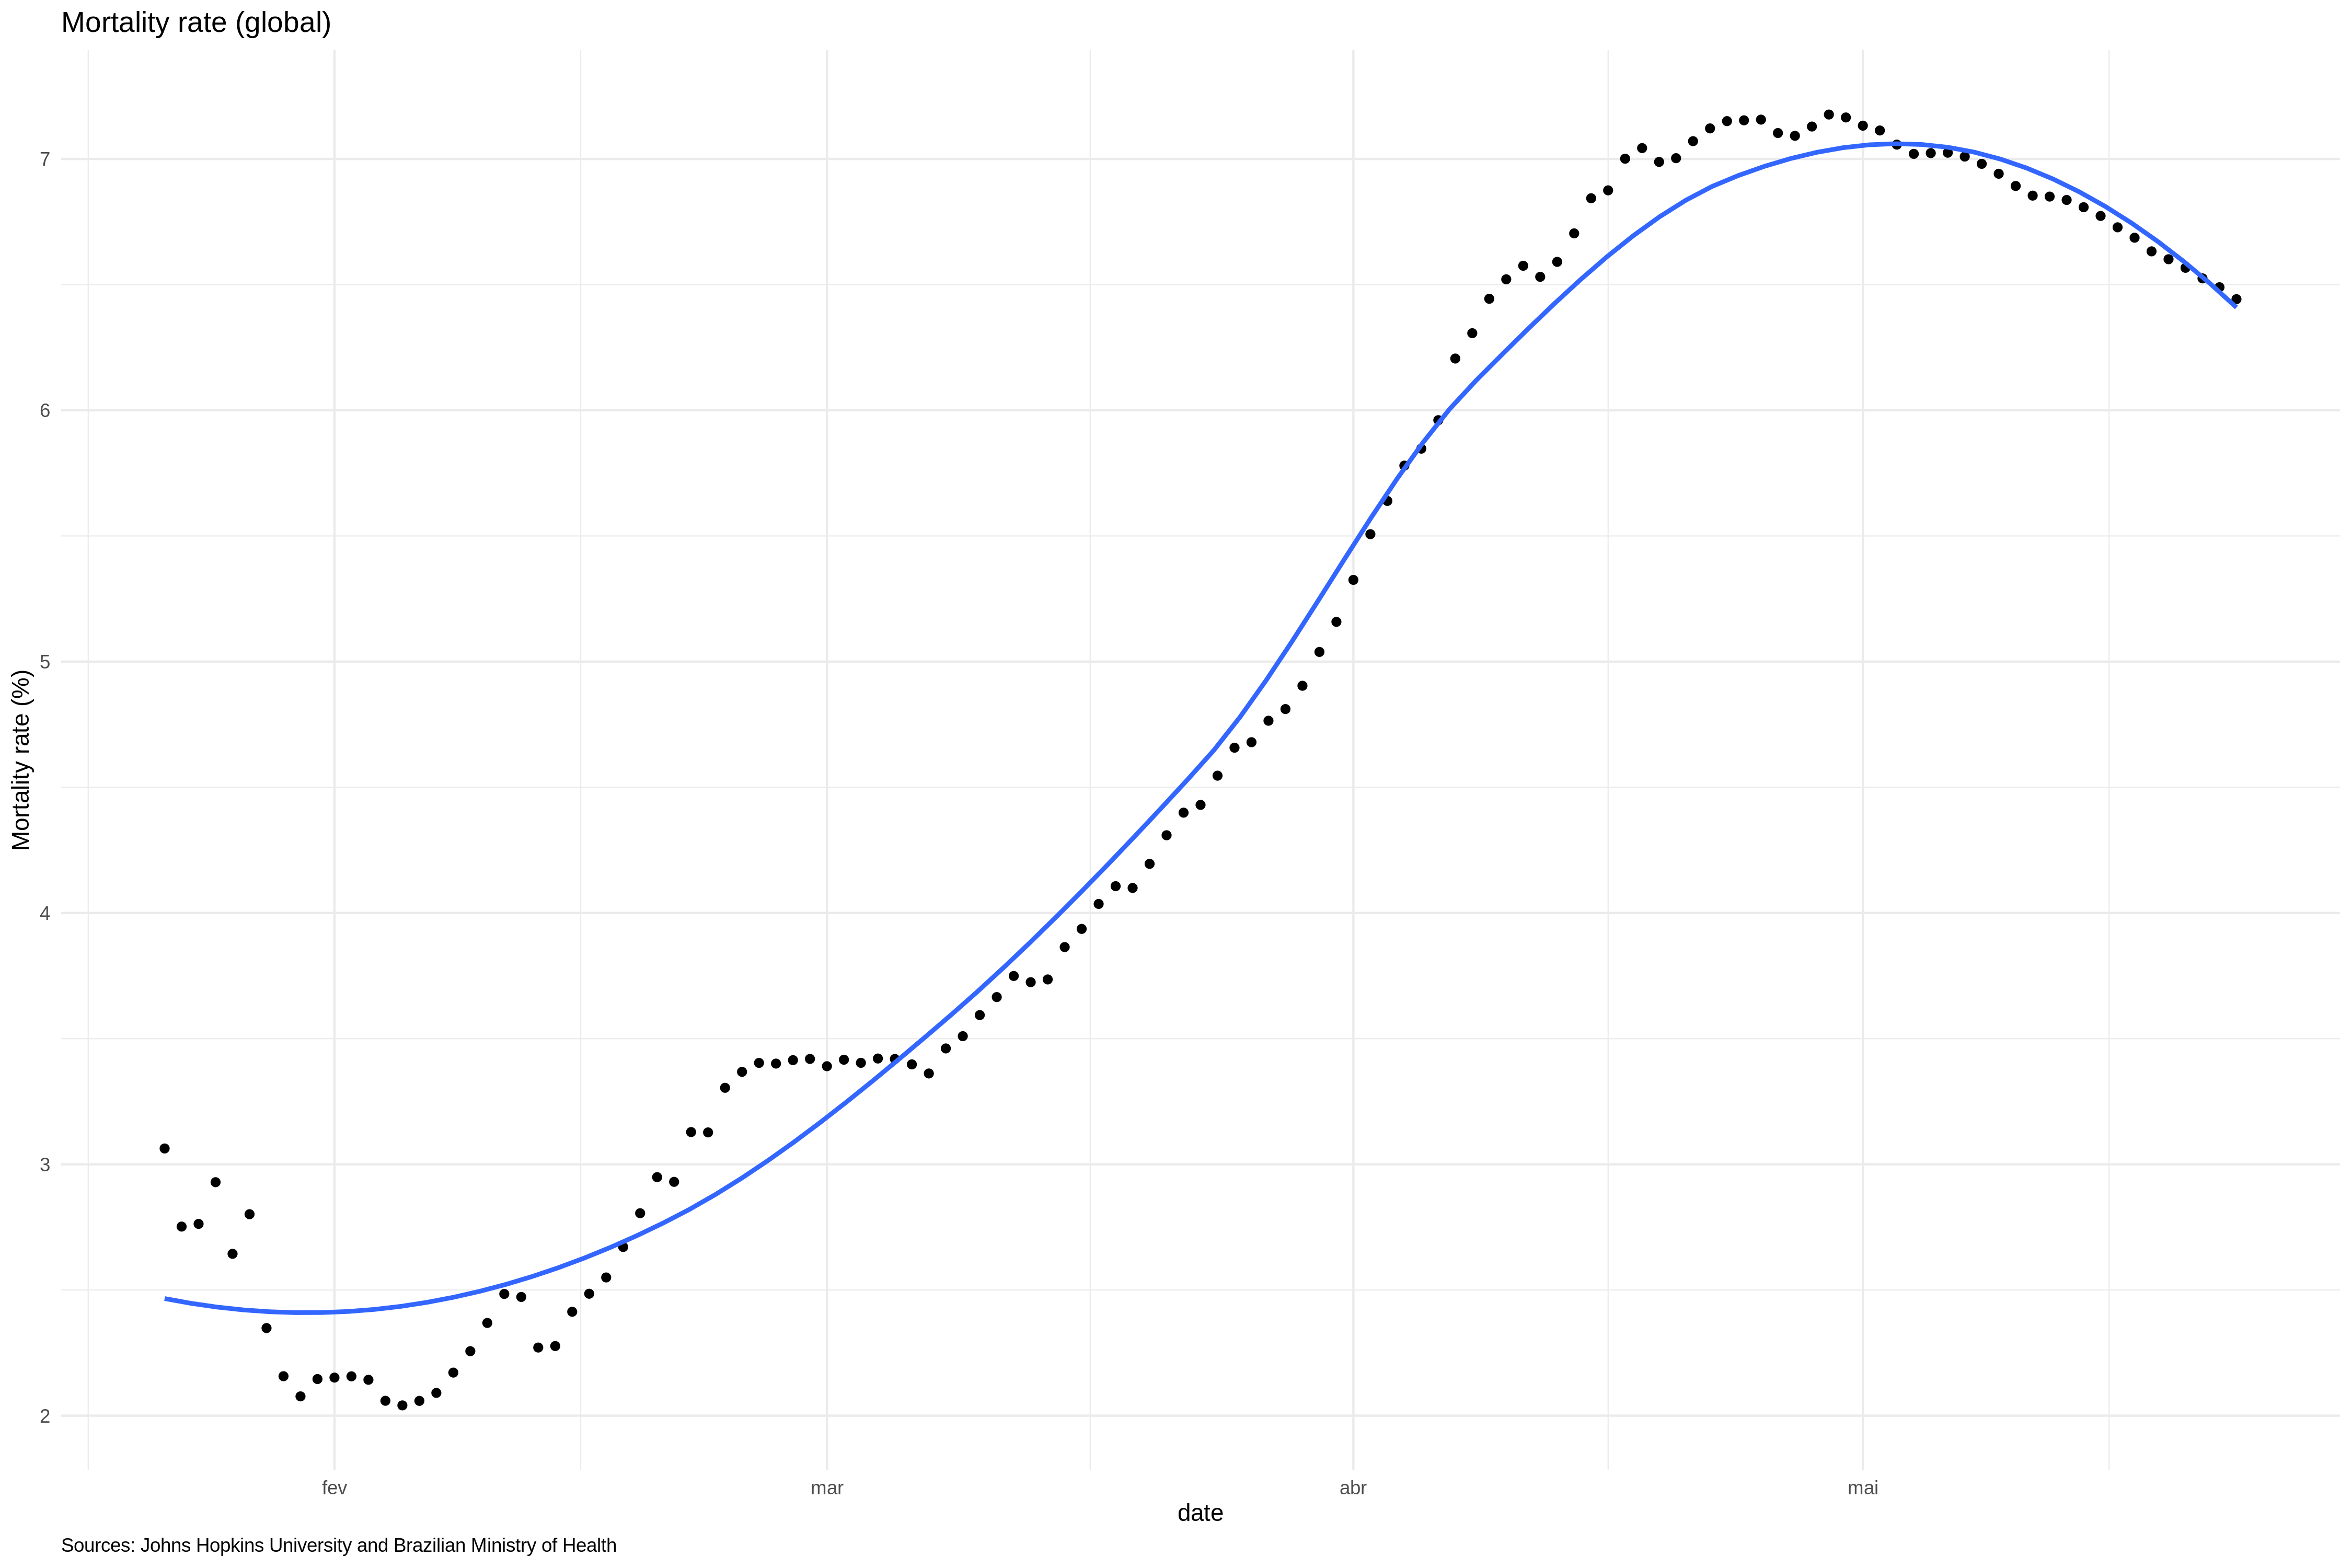 Mortality rate (global)
Mortality rate (%)
7
6
5
4
3
2
fev
mar
abr
mai
date
Sources: Johns Hopkins University and Brazilian Ministry of Health